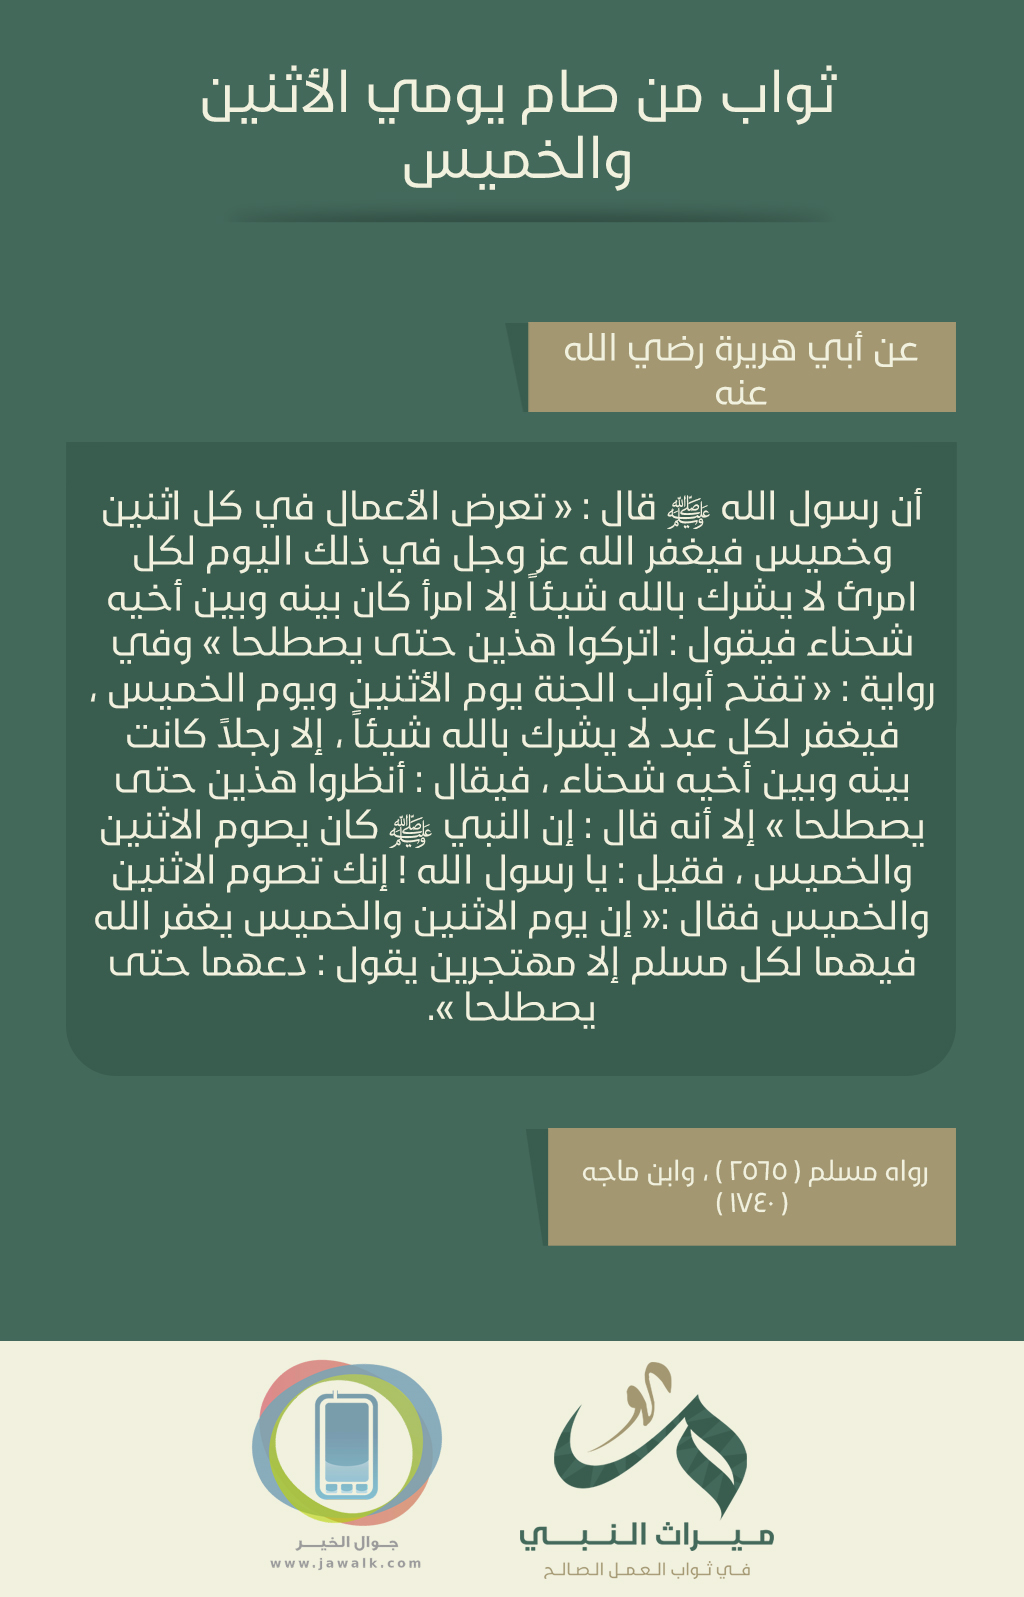 ثواب من صام يومي الأثنين
والخميس
عن أبي هريرة رضي الله
عنه
أن رسول الله ﷺ قال : « تعرض الأعمال في كل اثنين
وخميس فيغفر الله عز وجل في ذلك اليوم لكل
امرئ لا يشرك بالله شيئاً إلا امرأ كان بينه وبين أخيه
شحناء فيقول : اتركوا هذين حتى يصطلحا » وفي
رواية : « تفتح أبواب الجنة يوم الأثنين ويوم الخميس ،
فيغفر لكل عبد لا يشرك بالله شيئاً ، إلا رجلاً كانت
بينه وبين أخيه شحناء ، فيقال : أنظروا هذين حتى
يصطلحا » إلا أنه قال : إن النبي ﷺ كان يصوم الاثنين
والخميس ، فقيل : يا رسول الله ! إنك تصوم الاثنين
والخميس فقال :« إن يوم الاثنين والخميس يغفر الله
فيهما لكل مسلم إلا مهتجرين يقول : دعهما حتى
يصطلحا ».
رواه مسلم ( ٢٥٦٥ ) ، وابن ماجه
( ١٧٤٠ )
ميراث النبي
في ثواب العمل الصالح
جوال الخير
www.jawalk.com